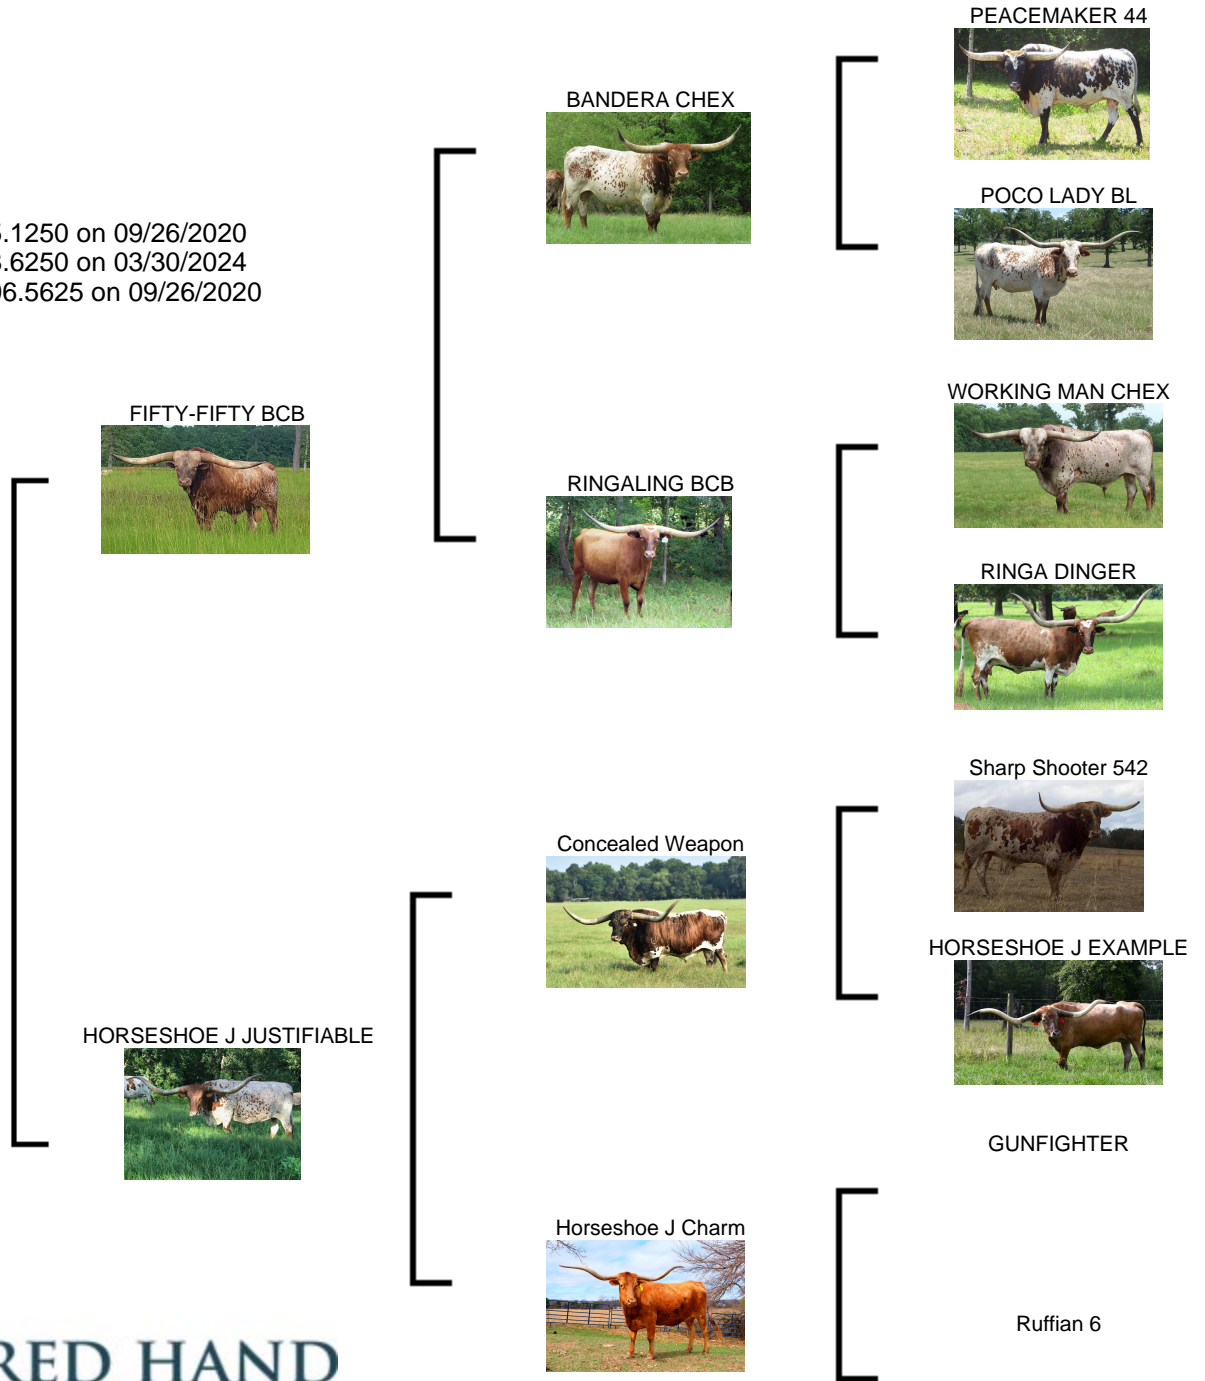 PEACEMAKER 44
BANDERA CHEX
POCO LADY BL
.1250 on 09/26/2020
.6250 on 03/30/2024
6.5625 on 09/26/2020
WORKING MAN CHEX
FIFTY-FIFTY BCB
RINGALING BCB
RINGA DINGER
Sharp Shooter 542
Concealed Weapon
HORSESHOE J EXAMPLE
HORSESHOE J JUSTIFIABLE
GUNFIGHTER
Horseshoe J Charm
Ruffian 6
RED HAND